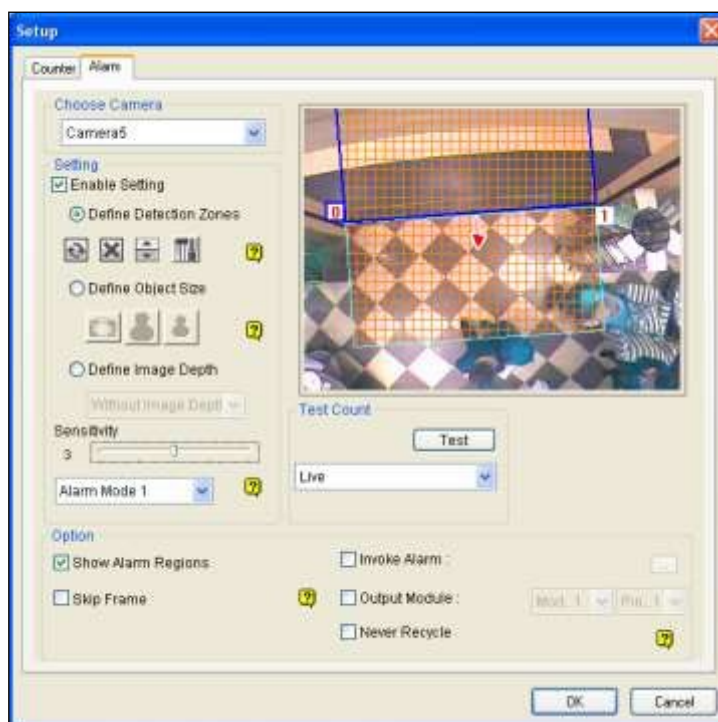 Setup
Counter Alarm
Choose Camera
Camera5
Setting
Enable Setting
Define Detection Zones
?
Define Object Size
?
Define Image Depth
Without Image Dept
Sensitivity
3
Alarm Mode 1 ?
0 1
Test Count
Test
Live
Option
Show Alarm Regions
Skip Frame ?
Invoke Alarm : ...
Output Module : Mod. 1 Pin. 1
Never Recycle ?
OK Cancel